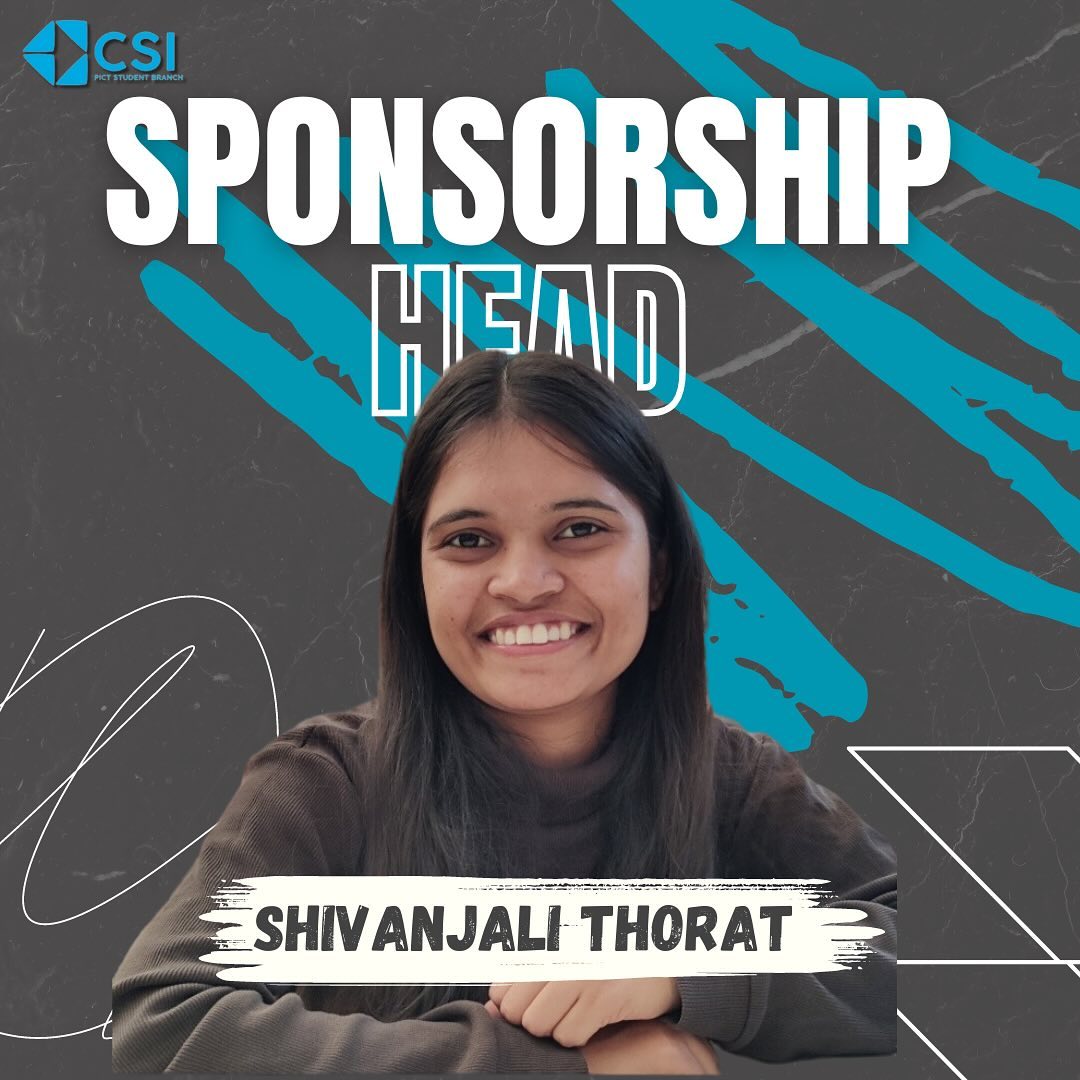 CSI
PICT STUDENT BRANCH
SPONSORSHIP
HEAD
SHIVANJALI THORAT